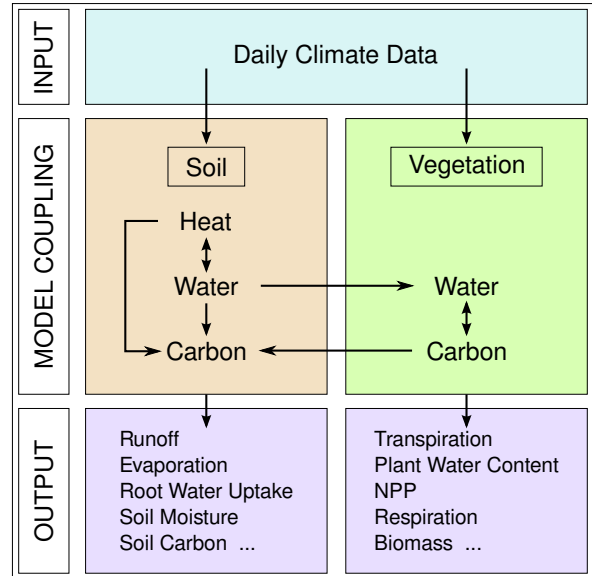 INPUT
Daily Climate Data
MODEL COUPLING
Soil
Heat
Water
Carbon
Vegetation
Water
Carbon
OUTPUT
Runoff
Evaporation
Root Water Uptake
Soil Moisture
Soil Carbon ...
Transpiration
Plant Water Content
NPP
Respiration
Biomass ...